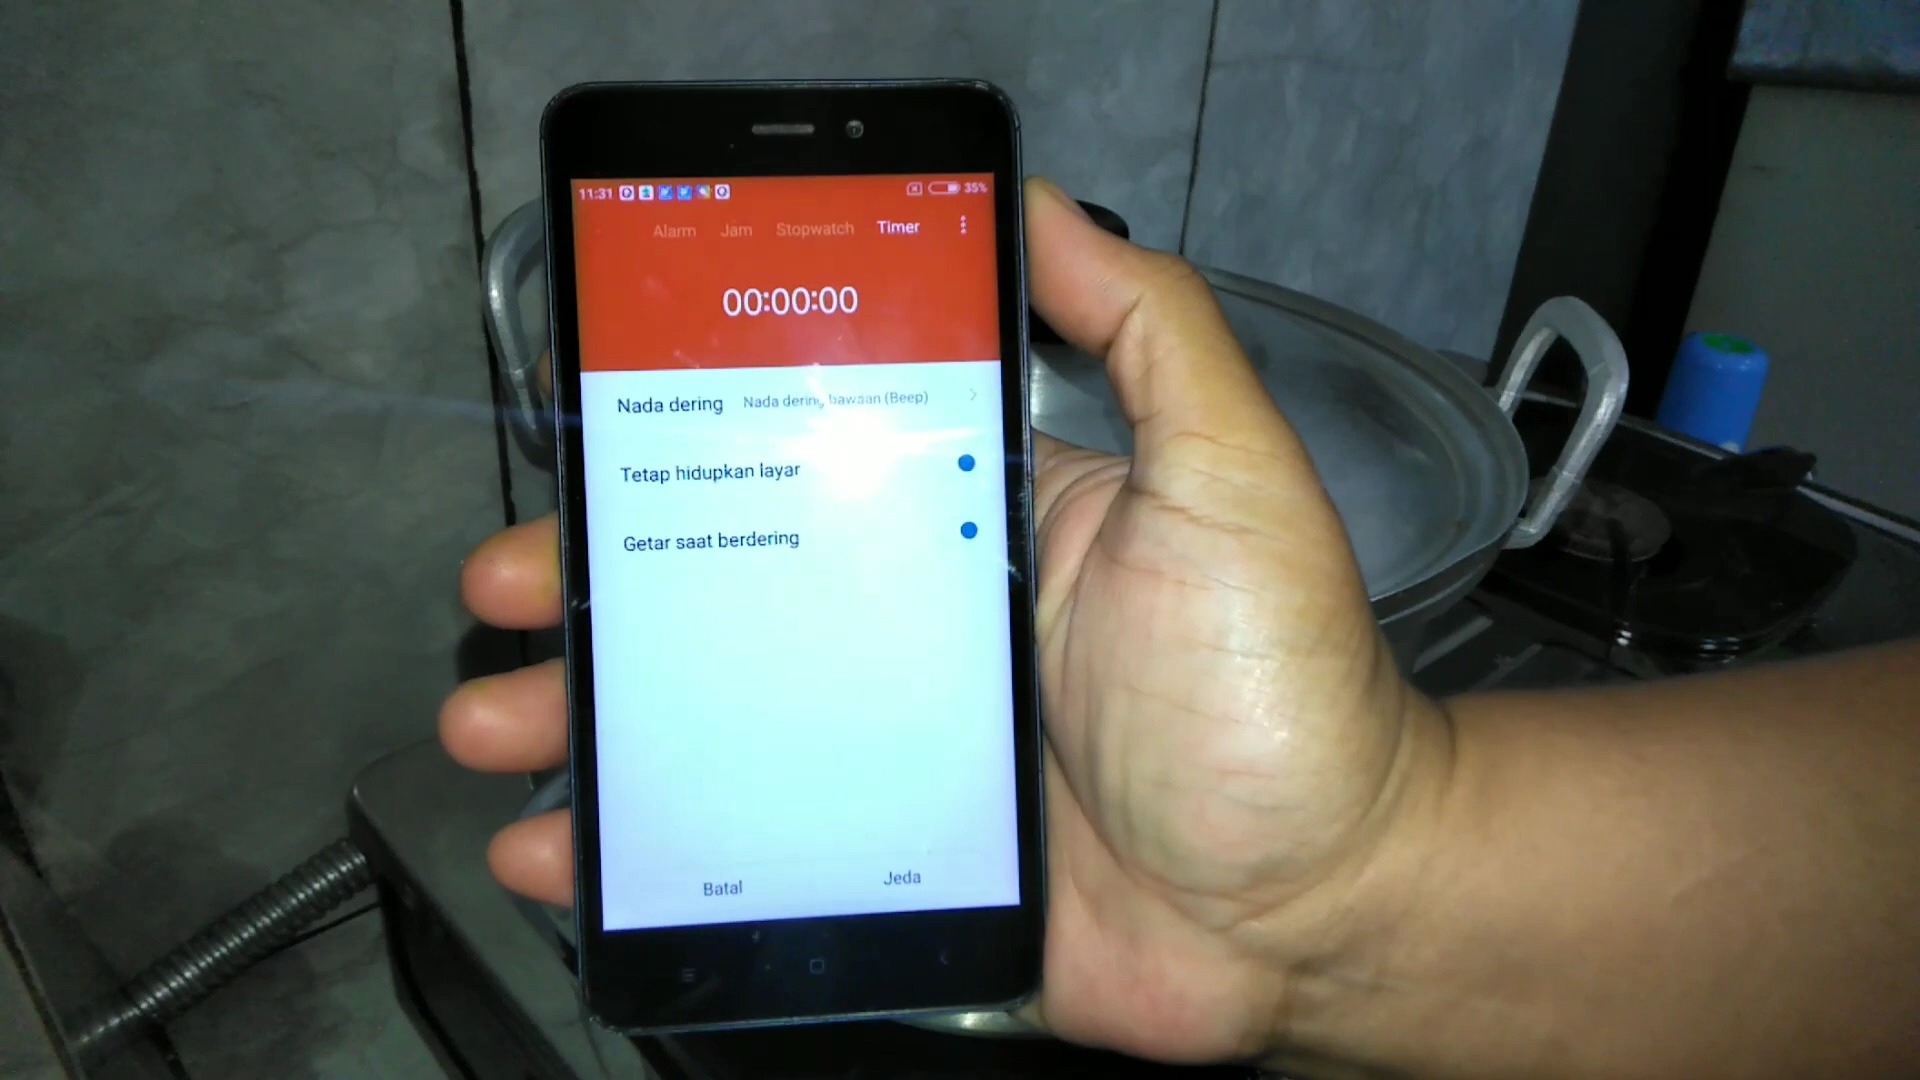 11:31 35%
Alarm Jam Stopwatch Timer
00:00:00
Nada dering Nada dering bawaan (Beep)
Tetap hidupkan layar
Getar saat berdering
Batal Jeda